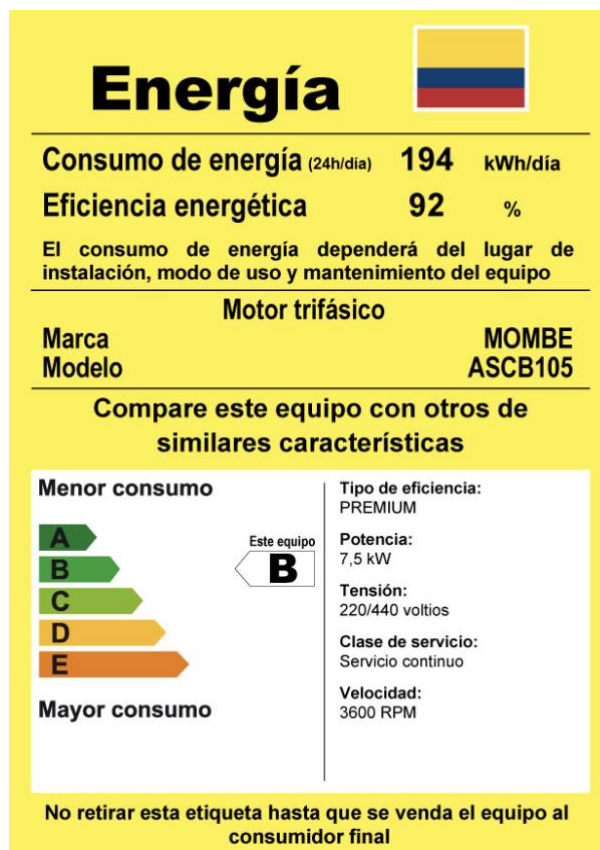 Energía
Consumo de energía (24h/día) 194 kWh/día
Eficiencia energética 92 %
El consumo de energía dependerá del lugar de
instalación, modo de uso y mantenimiento del equipo
Motor trifásico
Marca MOMBE
Modelo ASCB105
Compare este equipo con otros de
similares características
Menor consumo
A
B
C
D
E
Mayor consumo
Este equipo
B
Tipo de eficiencia:
PREMIUM
Potencia:
7,5 kW
Tensión:
220/440 voltios
Clase de servicio:
Servicio continuo
Velocidad:
3600 RPM
No retirar esta etiqueta hasta que se venda el equipo al
consumidor final